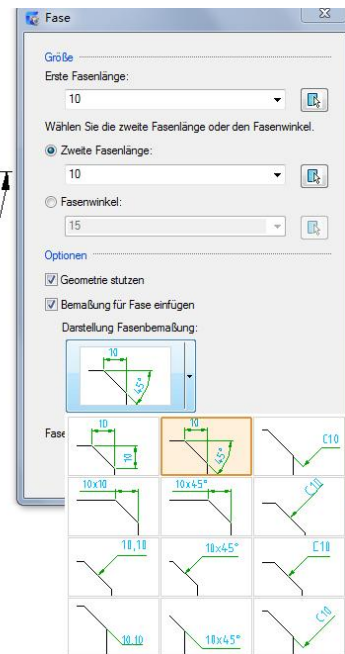 Fase
Größe
Erste Fasenlänge:
10
Wählen Sie die zweite Fasenlänge oder den Fasenwinkel.
Zweite Fasenlänge:
10
Fasenwinkel:
15
Optionen
Geometrie stutzen
Bemaßung für Fase einfügen
Darstellung Fasenbemaßung:
10 45°
Fase
10 10
10 45°
C10
10x10
10x45°
C10
10,10
10x45°
C10
10,10
10x45°
C10